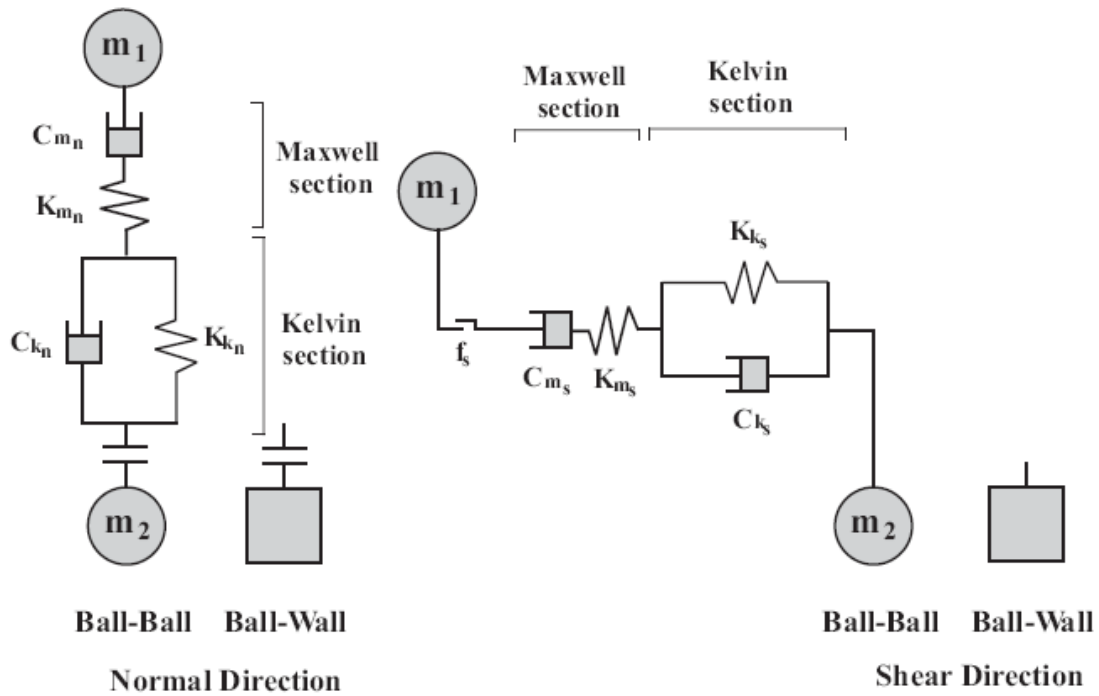 m1
Cmn
Kmn
Maxwell
section
Ckn
Kkn
Kelvin
section
m2
Ball-Ball
Ball-Wall
Normal Direction
Maxwell
section
Kelvin
section
m1
fs
Cms
Kms
Kks
Cks
m2
Ball-Ball
Ball-Wall
Shear Direction